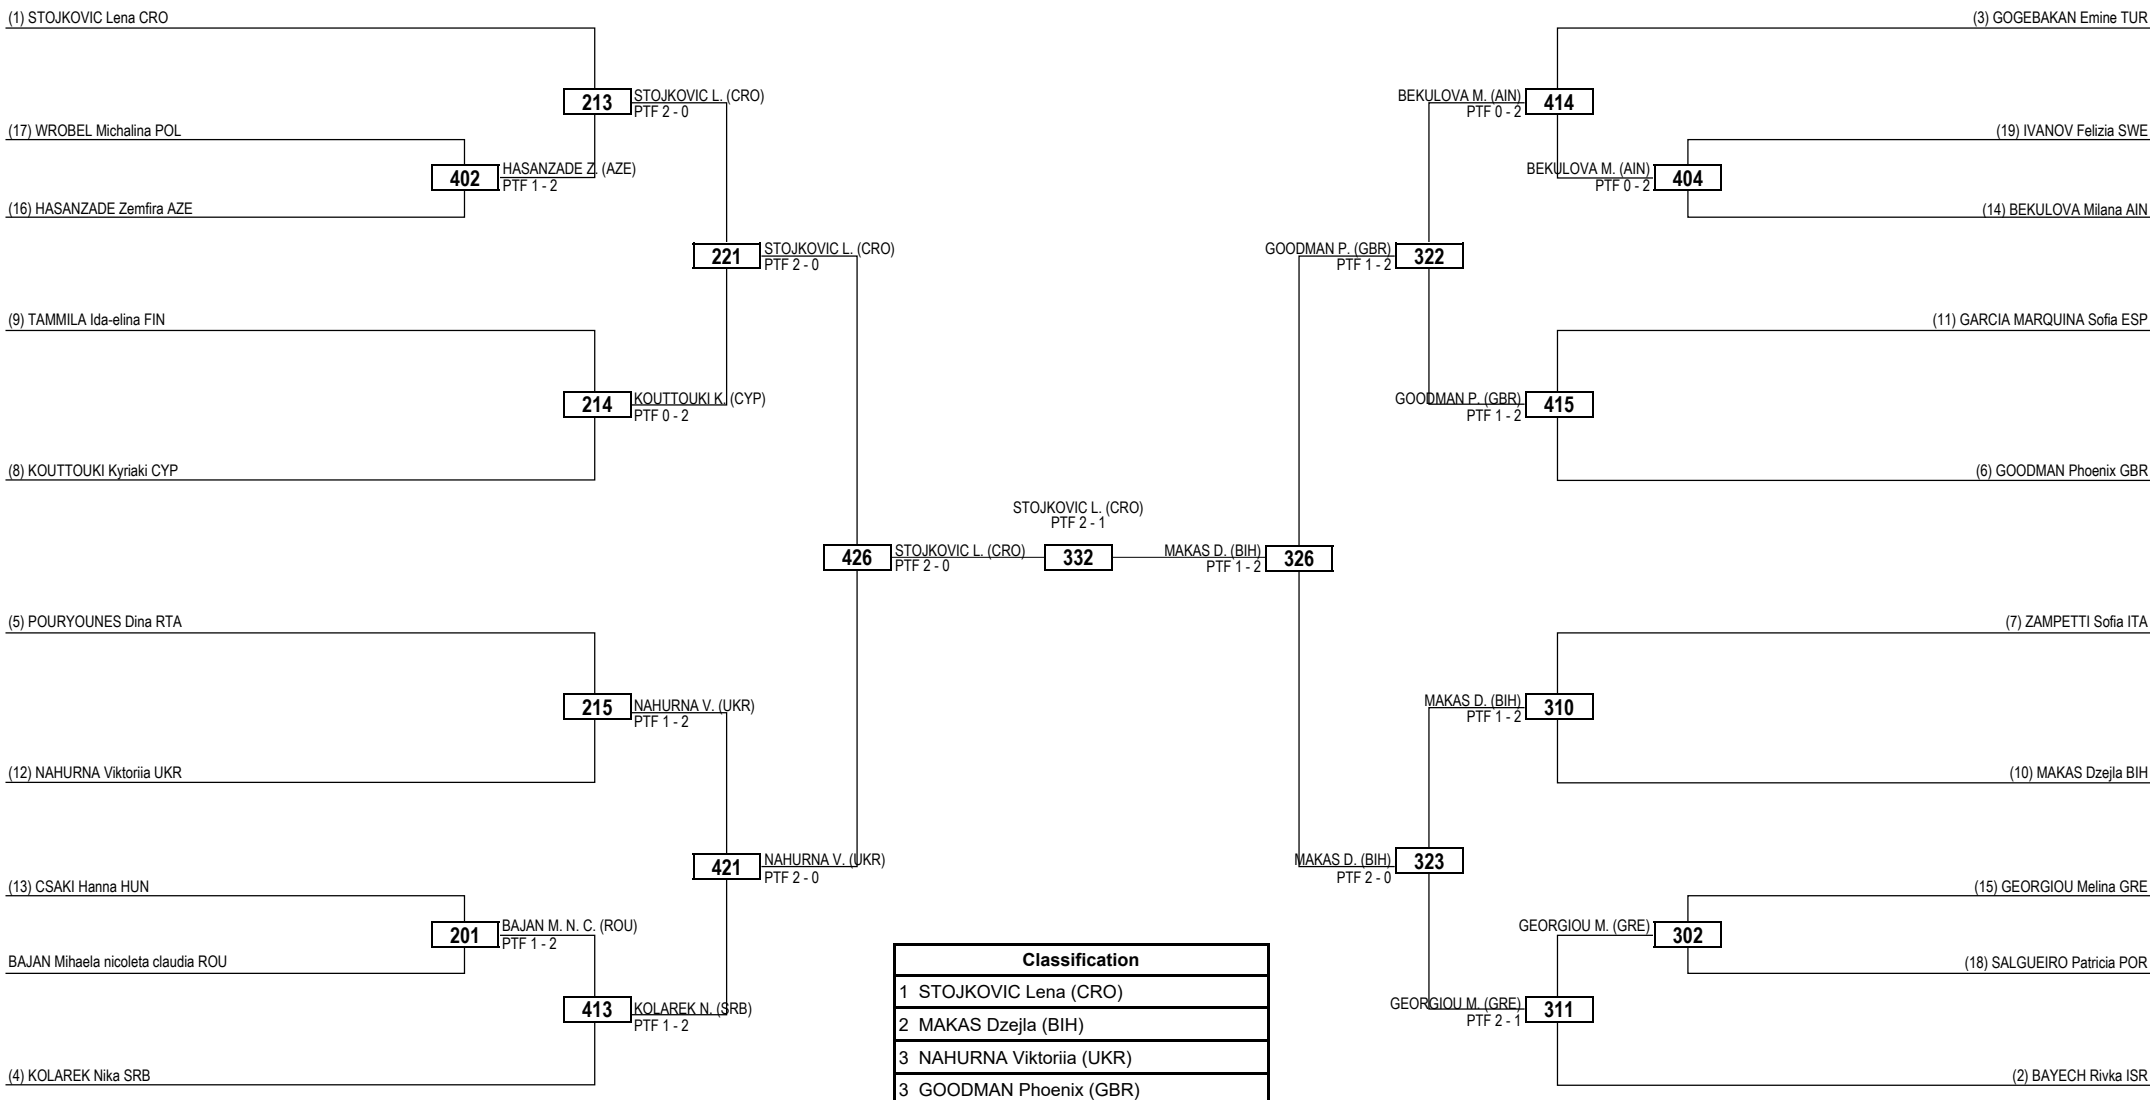 (1) STOJKOVIC Lena CRO
(17) WROBEL Michalina POL
(16) HASANZADE Zemfira AZE
(9) TAMMILA Ida-elina FIN
(8) KOUTTOUKI Kyriaki CYP
(5) POURYOUNES Dina RTA
(12) NAHURNA Viktoriia UKR
(13) CSAKI Hanna HUN
BAJAN Mihaela nicoleta claudia ROU
(4) KOLAREK Nika SRB
402
HASANZADE Z. (AZE)
PTF 1 - 2
201
BAJAN M. N. C. (ROU)
PTF 1 - 2
213
STOJKOVIC L. (CRO)
PTF 2 - 0
214
KOUTTOUKI K. (CYP)
PTF 0 - 2
215
NAHURNA V. (UKR)
PTF 1 - 2
413
KOLAREK N. (SRB)
PTF 1 - 2
221
STOJKOVIC L. (CRO)
PTF 2 - 0
421
NAHURNA V. (UKR)
PTF 2 - 0
426
STOJKOVIC L. (CRO)
PTF 2 - 0
STOJKOVIC L. (CRO)
PTF 2 - 1
332
MAKAS D. (BIH)
PTF 1 - 2
326
GOODMAN P. (GBR)
PTF 1 - 2
322
MAKAS D. (BIH)
PTF 2 - 0
323
BEKULOVA M. (AIN)
PTF 0 - 2
414
GOODMAN P. (GBR)
PTF 1 - 2
415
MAKAS D. (BIH)
PTF 1 - 2
310
GEORGIOU M. (GRE)
PTF 2 - 1
311
BEKULOVA M. (AIN)
PTF 0 - 2
404
GEORGIOU M. (GRE)
302
(3) GOGEBAKAN Emine TUR
(19) IVANOV Felizia SWE
(14) BEKULOVA Milana AIN
(11) GARCIA MARQUINA Sofia ESP
(6) GOODMAN Phoenix GBR
(7) ZAMPETTI Sofia ITA
(10) MAKAS Dzejla BIH
(15) GEORGIOU Melina GRE
(18) SALGUEIRO Patricia POR
(2) BAYECH Rivka ISR
Classification
1 STOJKOVIC Lena (CRO)
2 MAKAS Dzejla (BIH)
3 NAHURNA Viktoriia (UKR)
3 GOODMAN Phoenix (GBR)